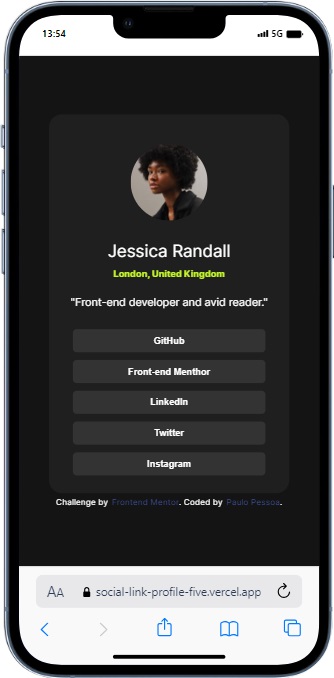 13:54
5G
Jessica Randall
London, United Kingdom
"Front-end developer and avid reader."
GitHub
Front-end Menthor
LinkedIn
Twitter
Instagram
Challenge by Frontend Mentor. Coded by Paulo Pessoa.
AA social-link-profile-five.vercel.app